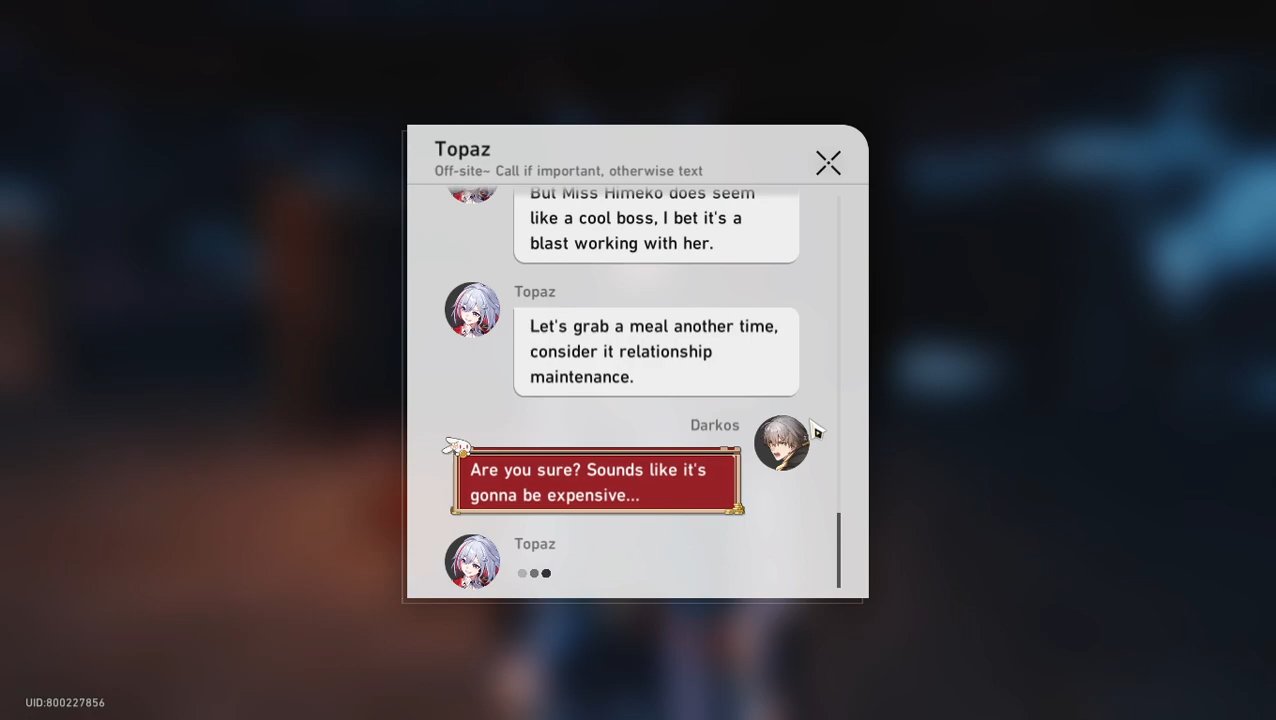 Topaz
Off-site~ Call if important, otherwise text
But Miss Himeko does seem
like a cool boss, I bet it's a
blast working with her.
Topaz
Let's grab a meal another time,
consider it relationship
maintenance.
Darkos
Are you sure? Sounds like it's
gonna be expensive...
Topaz
UID:800227856